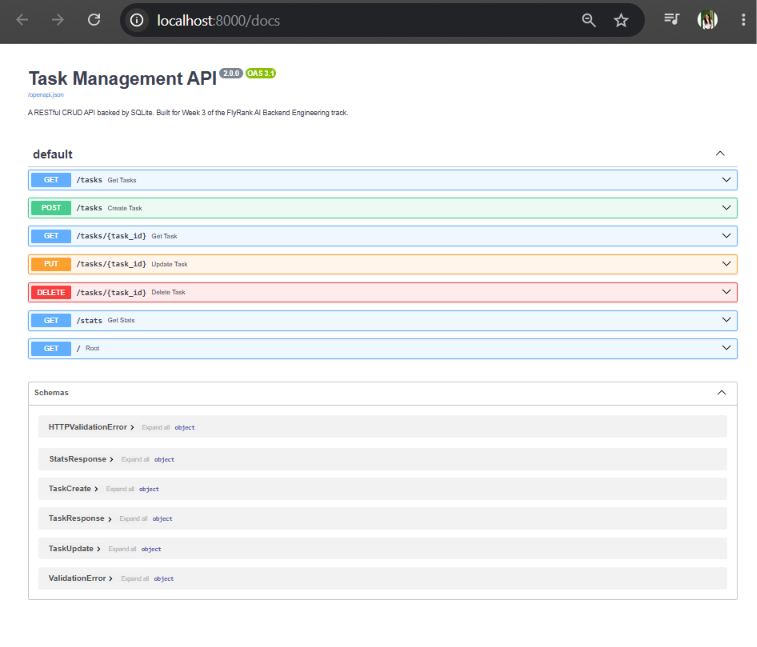 localhost:8000/docs
Task Management API 2.0.0 OAS 3.1
/openapi.json
A RESTful CRUD API backed by SQLite. Built for Week 3 of the FlyRank AI Backend Engineering track.
default
GET /tasks Get Tasks
POST /tasks Create Task
GET /tasks/{task_id} Get Task
PUT /tasks/{task_id} Update Task
DELETE /tasks/{task_id} Delete Task
GET /stats Get Stats
GET / Root
Schemas
HTTPValidationError Expand all object
StatsResponse Expand all object
TaskCreate Expand all object
TaskResponse Expand all object
TaskUpdate Expand all object
ValidationError Expand all object